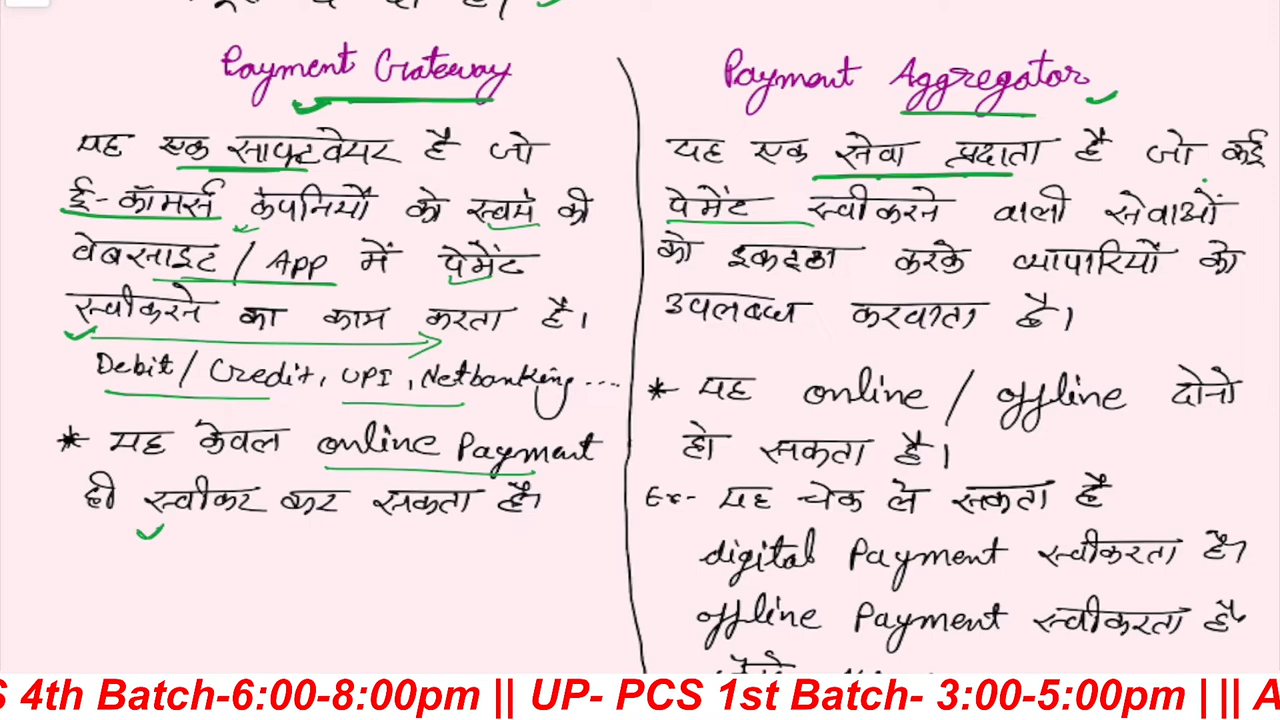 Payment Gateway
यह एक साफ्टवेयर है जो
ई-कॉमर्स कंपनियों को स्वयं की
वेबसाइट / App में पेमेंट
स्वीकरने का काम करता है।
Debit / Credit, UPI, Netbanking....
* यह केवल online Payment
ही स्वीकर कर सकता है।
Payment Aggregator
यह एक सेवा प्रदाता है जो कई
पेमेंट स्वीकरने वाली सेवाओं
को इकट्ठा करके व्यापारियों को
उपलब्ध करवाता है।
* यह online / offline दोनो
हो सकता है।
Ex- यह चेक ले सकता है
digital Payment स्वीकरता है।
offline Payment स्वीकरता है
S 4th Batch-6:00-8:00pm || UP- PCS 1st Batch- 3:00-5:00pm | || A